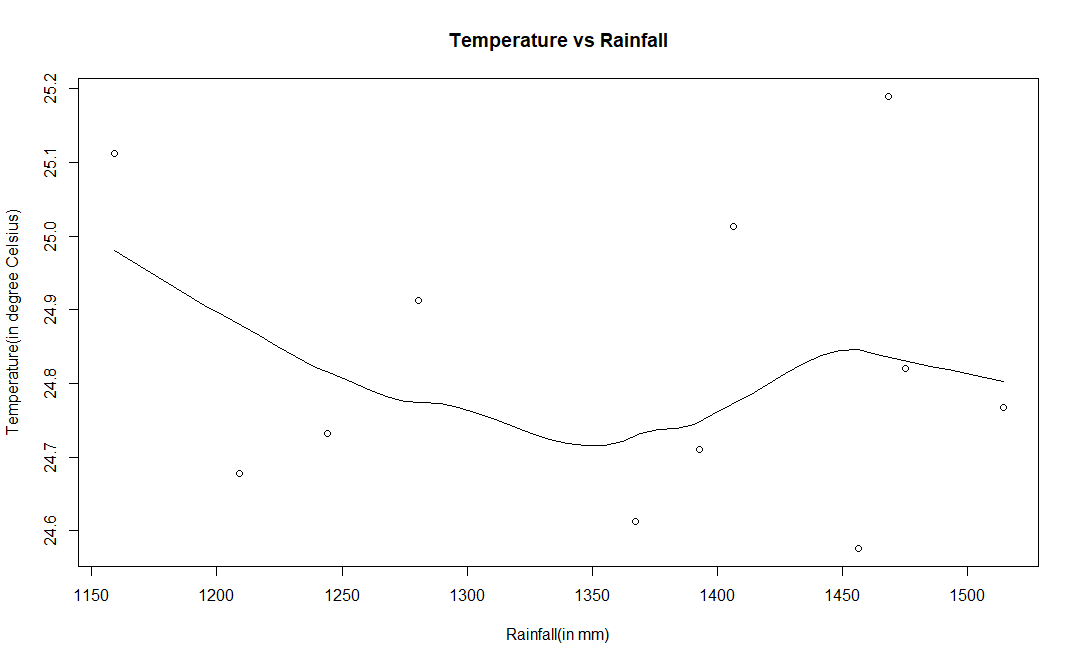 Temperature vs Rainfall
Temperature(in degree Celsius)
25.2
25.1
25.0
24.9
24.8
24.7
24.6
1150 1200 1250 1300 1350 1400 1450 1500
Rainfall(in mm)